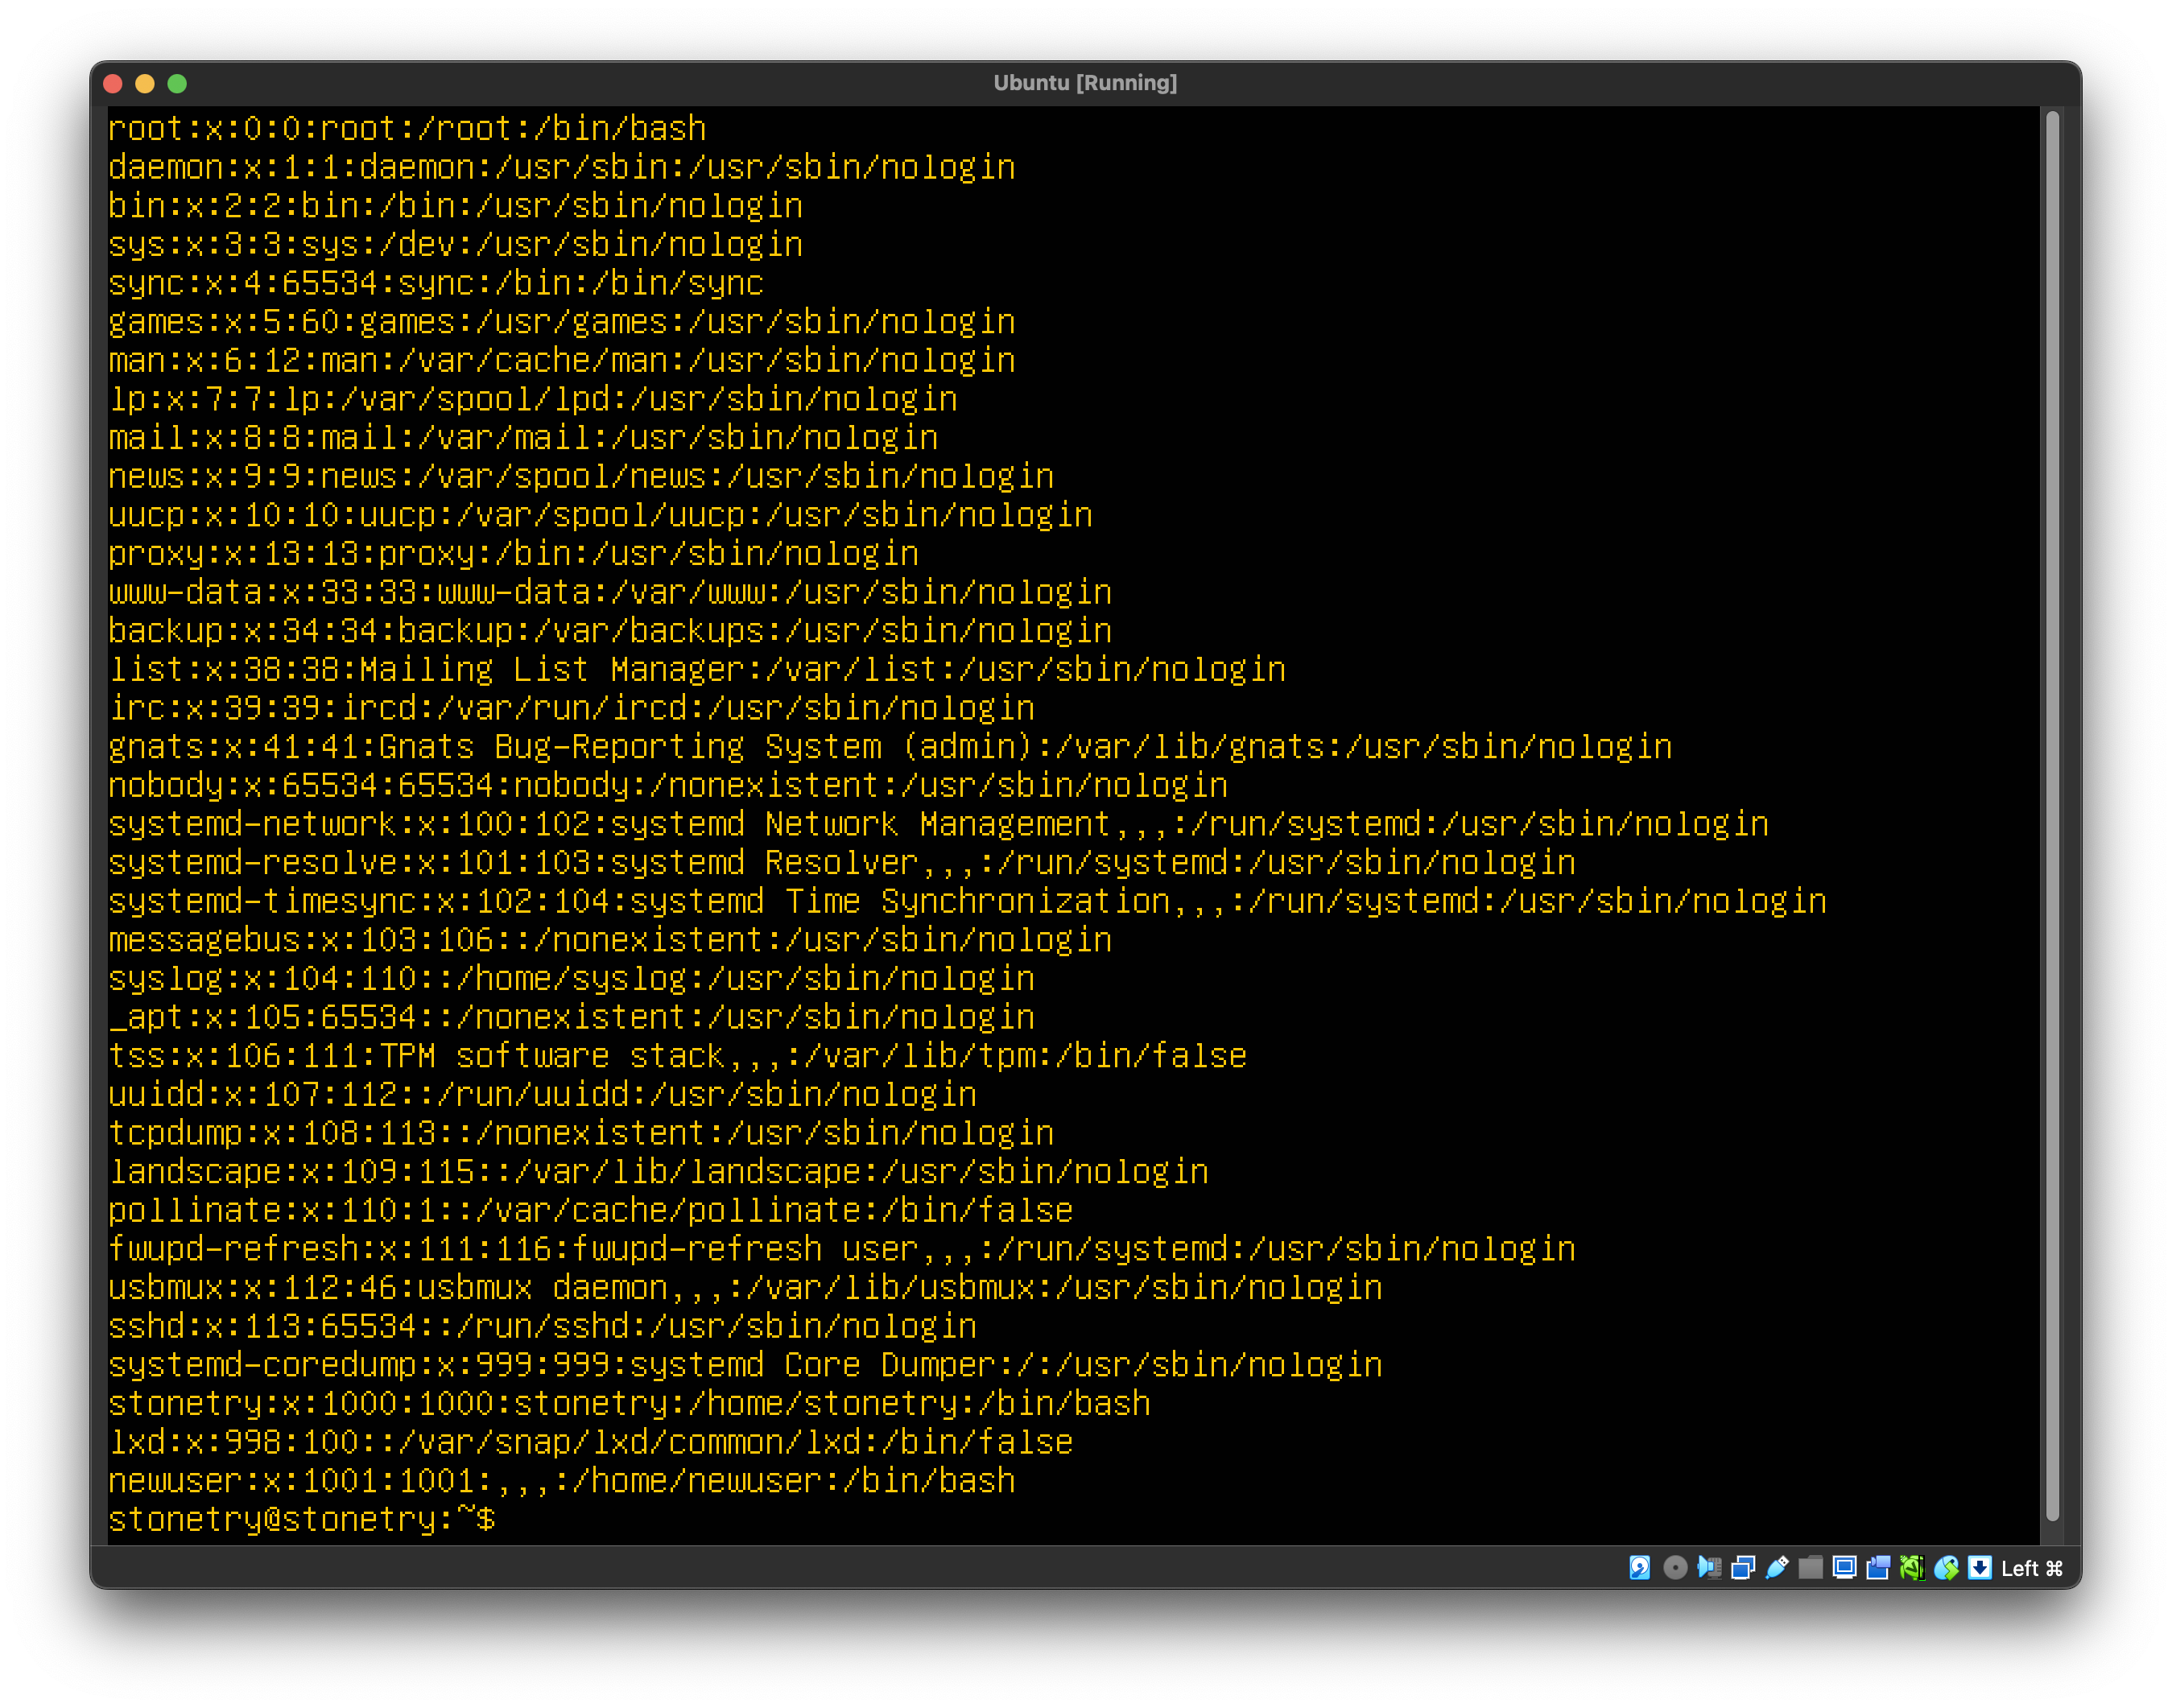 Ubuntu [Running]
root:x:0:0:root:/root:/bin/bash
daemon:x:1:1:daemon:/usr/sbin:/usr/sbin/nologin
bin:x:2:2:bin:/bin:/usr/sbin/nologin
sys:x:3:3:sys:/dev:/usr/sbin/nologin
sync:x:4:65534:sync:/bin:/bin/sync
games:x:5:60:games:/usr/games:/usr/sbin/nologin
man:x:6:12:man:/var/cache/man:/usr/sbin/nologin
lp:x:7:7:lp:/var/spool/lpd:/usr/sbin/nologin
mail:x:8:8:mail:/var/mail:/usr/sbin/nologin
news:x:9:9:news:/var/spool/news:/usr/sbin/nologin
uucp:x:10:10:uucp:/var/spool/uucp:/usr/sbin/nologin
proxy:x:13:13:proxy:/bin:/usr/sbin/nologin
www-data:x:33:33:www-data:/var/www:/usr/sbin/nologin
backup:x:34:34:backup:/var/backups:/usr/sbin/nologin
list:x:38:38:Mailing List Manager:/var/list:/usr/sbin/nologin
irc:x:39:39:ircd:/var/run/ircd:/usr/sbin/nologin
gnats:x:41:41:Gnats Bug-Reporting System (admin):/var/lib/gnats:/usr/sbin/nologin
nobody:x:65534:65534:nobody:/nonexistent:/usr/sbin/nologin
systemd-network:x:100:102:systemd Network Management,,,:/run/systemd:/usr/sbin/nologin
systemd-resolve:x:101:103:systemd Resolver,,,:/run/systemd:/usr/sbin/nologin
systemd-timesync:x:102:104:systemd Time Synchronization,,,:/run/systemd:/usr/sbin/nologin
messagebus:x:103:106::/nonexistent:/usr/sbin/nologin
syslog:x:104:110::/home/syslog:/usr/sbin/nologin
_apt:x:105:65534::/nonexistent:/usr/sbin/nologin
tss:x:106:111:TPM software stack,,,:/var/lib/tpm:/bin/false
uuidd:x:107:112::/run/uuidd:/usr/sbin/nologin
tcpdump:x:108:113::/nonexistent:/usr/sbin/nologin
landscape:x:109:115::/var/lib/landscape:/usr/sbin/nologin
pollinate:x:110:1::/var/cache/pollinate:/bin/false
fwupd-refresh:x:111:116:fwupd-refresh user,,,:/run/systemd:/usr/sbin/nologin
usbmux:x:112:46:usbmux daemon,,,:/var/lib/usbmux:/usr/sbin/nologin
sshd:x:113:65534::/run/sshd:/usr/sbin/nologin
systemd-coredump:x:999:999:systemd Core Dumper:/:/usr/sbin/nologin
stonetry:x:1000:1000:stonetry:/home/stonetry:/bin/bash
lxd:x:998:100::/var/snap/lxd/common/lxd:/bin/false
newuser:x:1001:1001:,,,:/home/newuser:/bin/bash
stonetry@stonetry:~$
Left ⌘